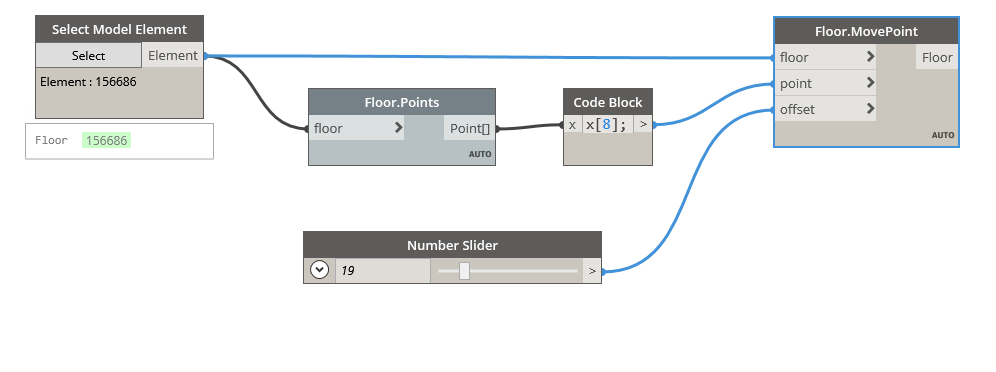 Select Model Element
Select
Element
Element : 156686
Floor 156686
Floor.Points
floor >
Point[]
AUTO
Code Block
x x[8]; >
Number Slider
19
>
Floor.MovePoint
floor >
Floor
point >
offset >
AUTO